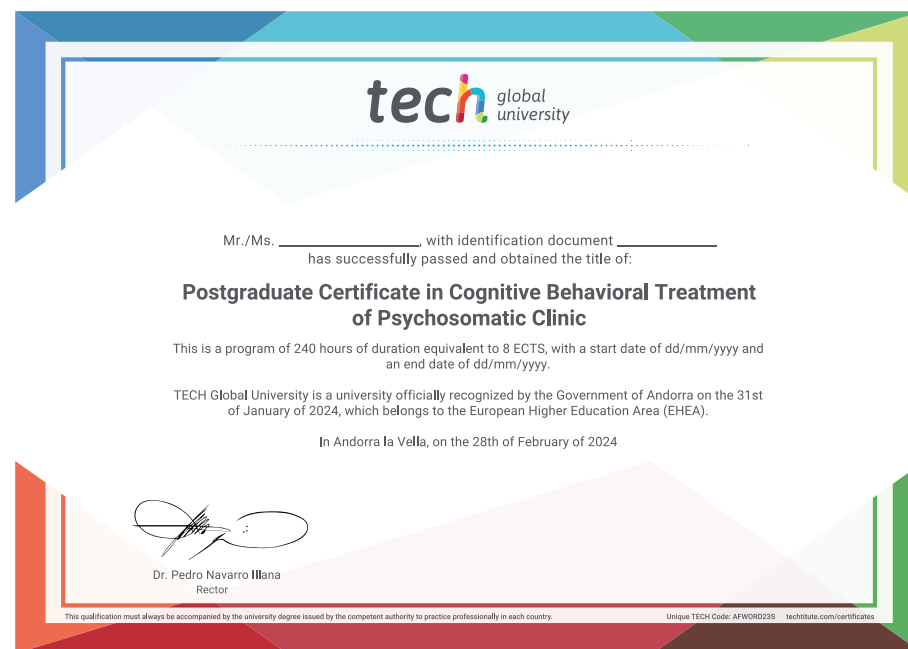 tech global university
Mr./Ms. ____________________, with identification document ______________
has successfully passed and obtained the title of:
Postgraduate Certificate in Cognitive Behavioral Treatment
of Psychosomatic Clinic
This is a program of 240 hours of duration equivalent to 8 ECTS, with a start date of dd/mm/yyyy and
an end date of dd/mm/yyyy.
TECH Global University is a university officially recognized by the Government of Andorra on the 31st
of January of 2024, which belongs to the European Higher Education Area (EHEA).
In Andorra la Vella, on the 28th of February of 2024
Dr. Pedro Navarro Illana
Rector
This qualification must always be accompanied by the university degree issued by the competent authority to practice professionally in each country.
Unique TECH Code: AFWORD23S techtitute.com/certificates